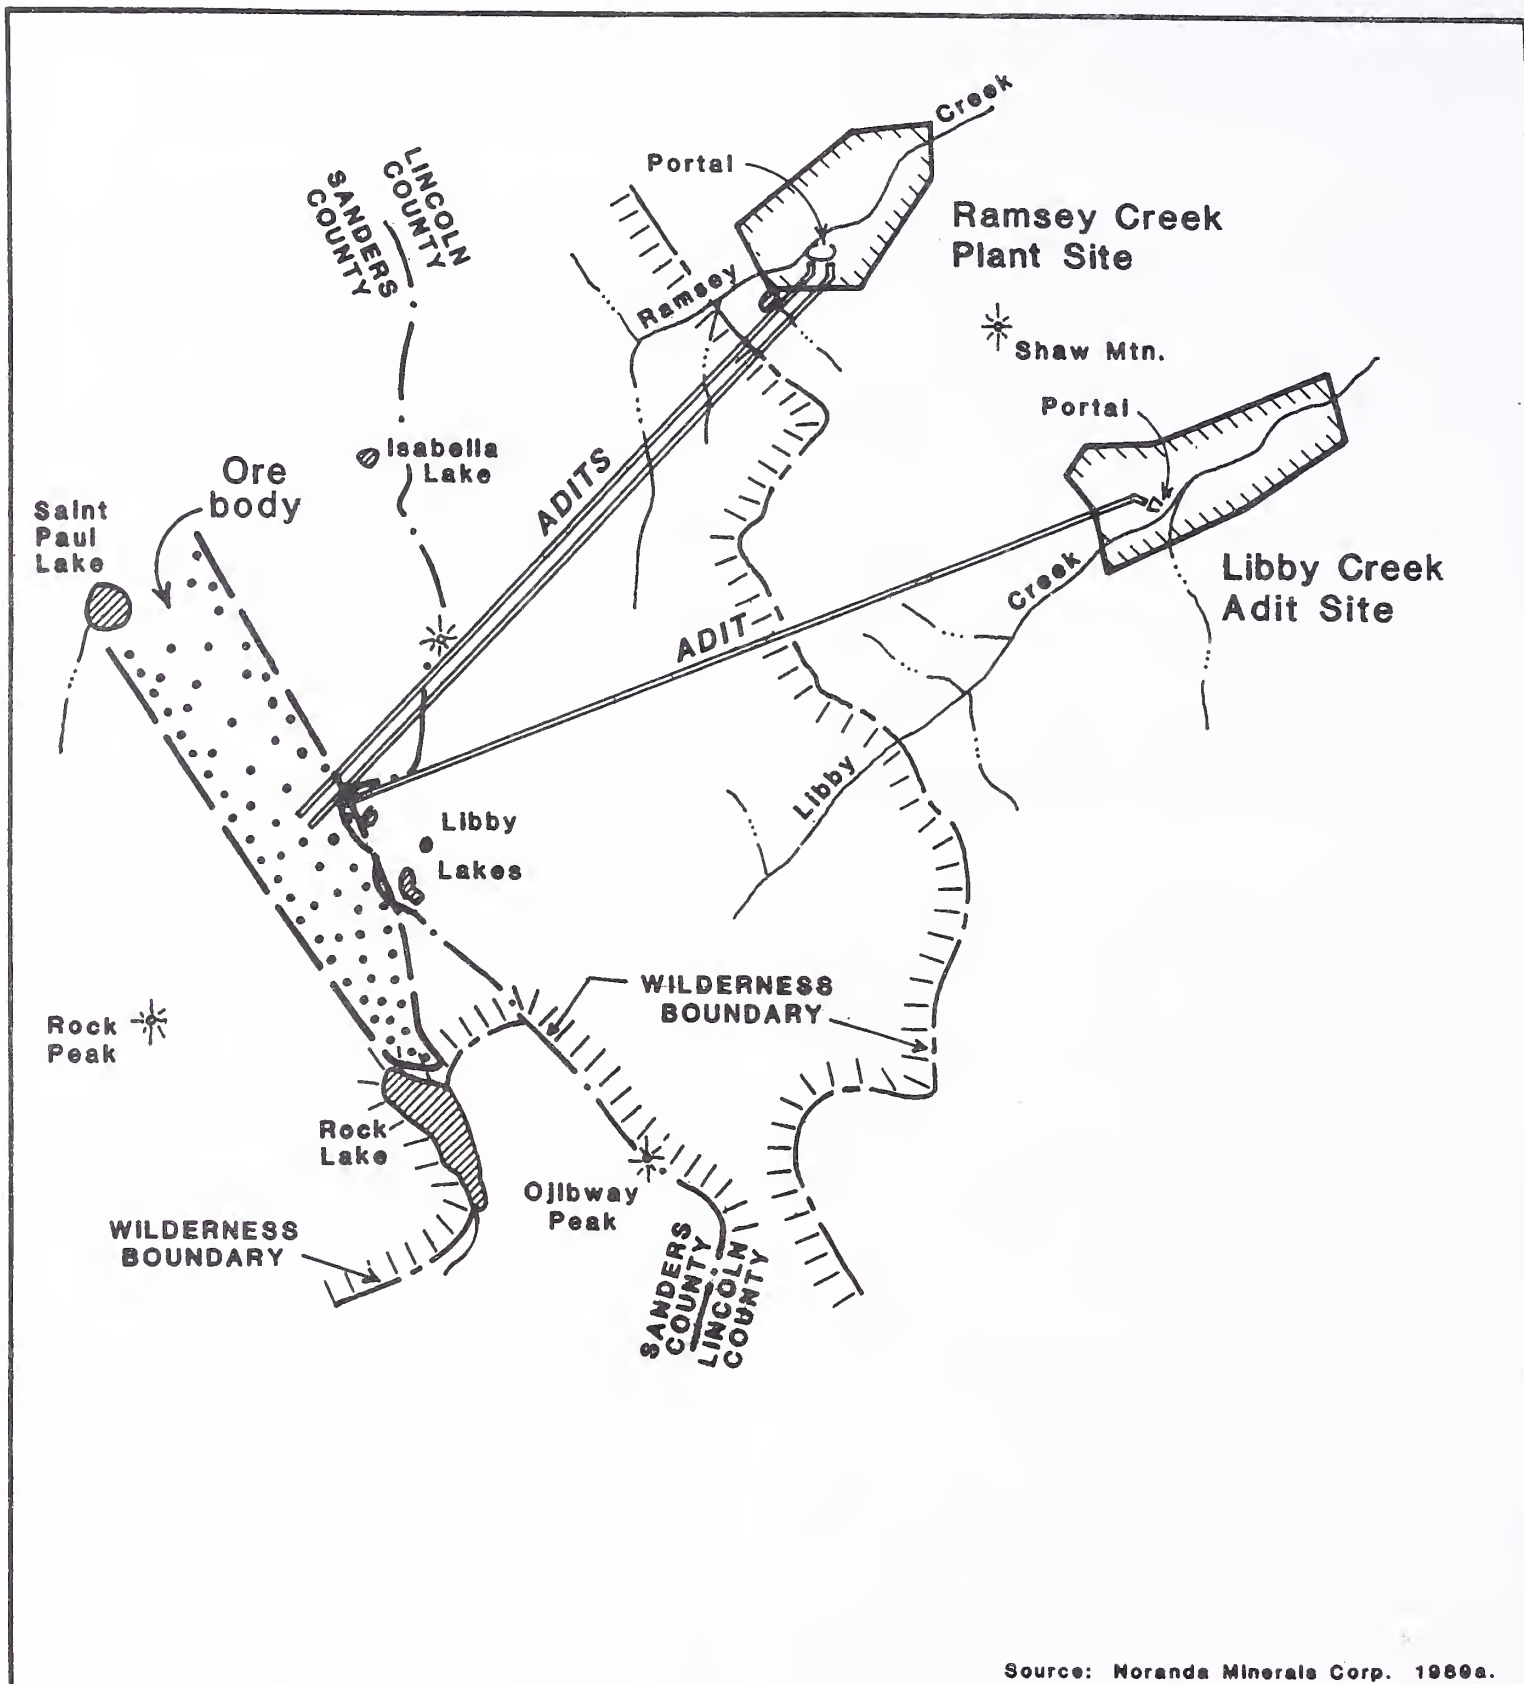 Creek
Portal
Ramsey Creek
Plant Site
LINCOLN
COUNTY
SANDERS
COUNTY
Ramsey
Shaw Mtn.
Portal
Isabella
Lake
Ore
body
ADITS
Saint
Paul
Lake
Libby Creek
Adit Site
Creek
ADIT
Libby
Libby
Lakes
WILDERNESS
BOUNDARY
Rock
Peak
Rock
Lake
Ojibway
Peak
WILDERNESS
BOUNDARY
SANDERS
COUNTY
LINCOLN
COUNTY
Source: Noranda Minerals Corp. 1989a.